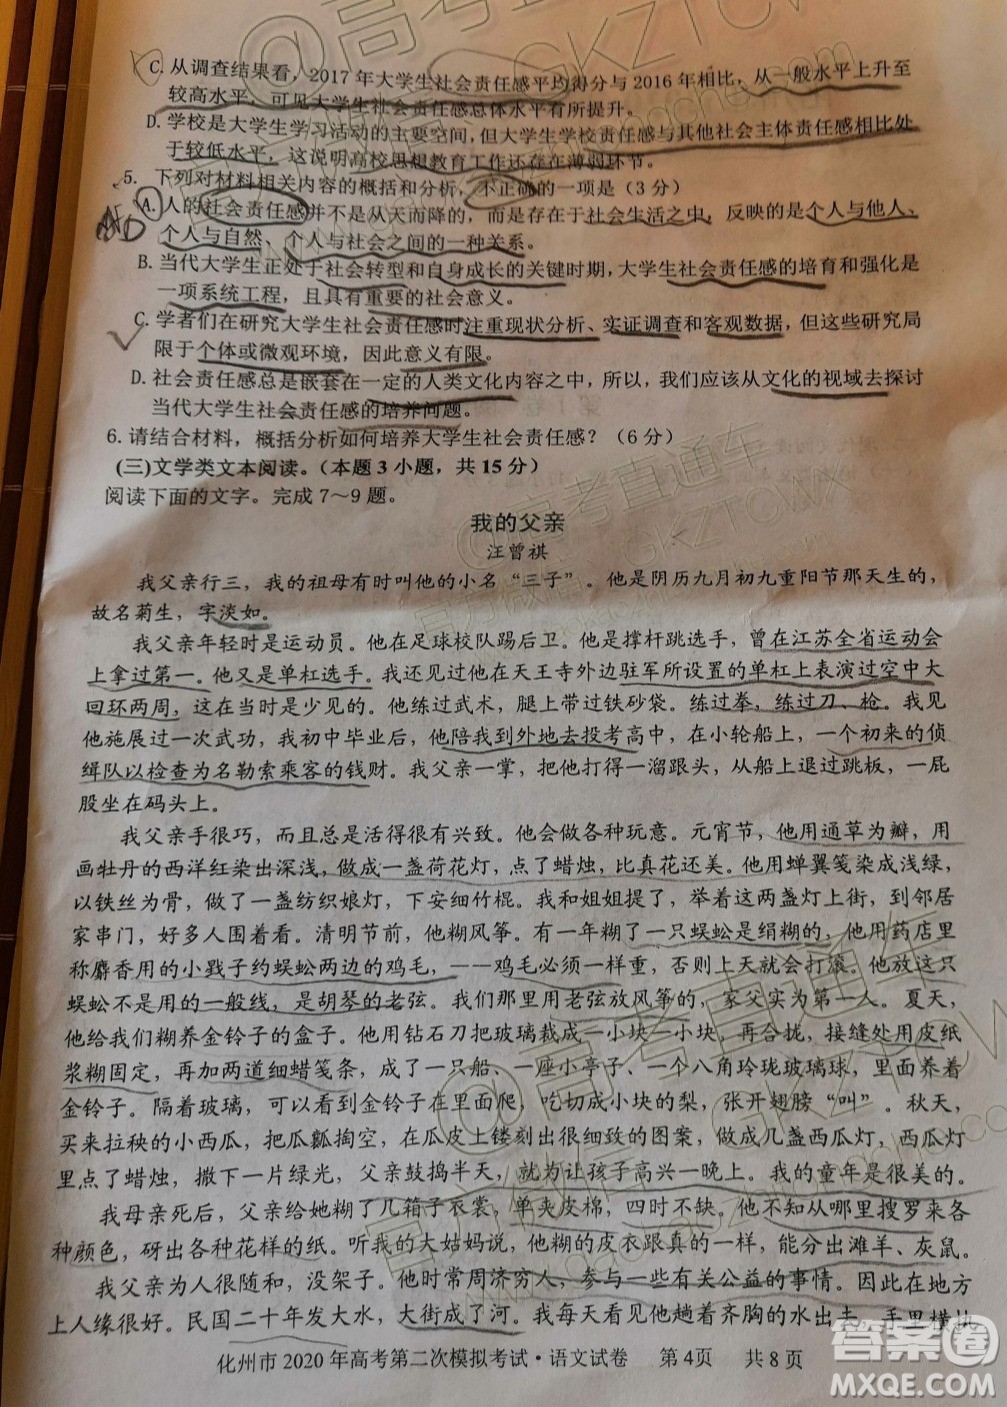 C. 从调查结果看，2017年大学生社会责任感平均得分与2016年相比，从一般水平上升至
较高水平，可见大学生社会责任感总体水平有所提升。
D. 学校是大学生学习活动的主要空间，但大学生学校责任感与其他社会主体责任感相比处
于较低水平，这说明高校思想教育工作还存在薄弱环节。
5. 下列对材料相关内容的概括和分析，不正确的一项是（3分）
A. 人的社会责任感并不是从天而降的，而是存在于社会生活之中，反映的是个人与他人、
个人与自然、个人与社会之间的一种关系。
B. 当代大学生正处于社会转型和自身成长的关键时期，大学生社会责任感的培育和强化是
一项系统工程，且具有重要的社会意义。
C. 学者们在研究大学生社会责任感时注重现状分析、实证调查和客观数据，但这些研究局
限于个体或微观环境，因此意义有限。
D. 社会责任感总是嵌套在一定的人类文化内容之中，所以，我们应该从文化的视域去探讨
当代大学生社会责任感的培养问题。
6. 请结合材料，概括分析如何培养大学生社会责任感？（6分）
（三）文学类文本阅读。（本题3小题，共15分）
阅读下面的文字。完成7～9题。
我的父亲
汪曾祺
我父亲行三，我的祖母有时叫他的小名“三子”。他是阴历九月初九重阳节那天生的，
故名菊生，字淡如。
我父亲年轻时是运动员。他在足球校队踢后卫。他是撑杆跳选手，曾在江苏全省运动会
上拿过第一。他又是单杠选手。我还见过他在天王寺外边驻军所设置的单杠上表演过空中大
回环两周，这在当时是少见的。他练过武术，腿上带过铁砂袋。练过拳，练过刀、枪。我见
他施展过一次武功，我初中毕业后，他陪我到外地去投考高中，在小轮船上，一个初来的侦
缉队以检查为名勒索乘客的钱财。我父亲一掌，把他打得一溜跟头，从船上退过跳板，一屁
股坐在码头上。
我父亲手很巧，而且总是活得很有兴致。他会做各种玩意。元宵节，他用通草为瓣，用
画牡丹的西洋红染出深浅，做成一盏荷花灯，点了蜡烛，比真花还美。他用蝉翼笺染成浅绿，
以铁丝为骨，做了一盏纺织娘灯，下安细竹棍。我和姐姐提了，举着这两盏灯上街，到邻居
家串门，好多人围着看。清明节前，他糊风筝。有一年糊了一只蜈蚣是绢糊的，他用药店里
称麝香用的小戥子约蜈蚣两边的鸡毛，——鸡毛必须一样重，否则上天就会打滚。他放这只
蜈蚣不是用的一般线，是胡琴的老弦。我们那里用老弦放风筝的，家父实为第一人。夏天，
他给我们糊养金铃子的盒子。他用钻石刀把玻璃裁成一小块一小块，再合拢，接缝处用皮纸
浆糊固定，再加两道细蜡笺条，成了一只船、一座小亭子、一个八角玲珑玻璃球，里面养着
金铃子。隔着玻璃，可以看到金铃子在里面爬，吃切成小块的梨，张开翅膀“叫”。秋天，
买来拉秧的小西瓜，把瓜瓤掏空，在瓜皮上镂刻出很细致的图案，做成几盏西瓜灯，西瓜灯
里点了蜡烟，撒下一片绿光，父亲鼓捣半天，就为让孩子高兴一晚上。我的童年是很美的。
我母亲死后，父亲给她糊了几箱子衣裳，单夹皮棉，四时不缺。他不知从哪里搜罗来各
种颜色，砑出各种花样的纸。听我的大姑妈说，他糊的皮衣跟真的一样，能分出滩羊、灰鼠。
我父亲为人很随和，没架子。他时常周济穷人，参与一些有关公益的事情。因此在地方
上人缘很好。民国二十年发大水，大街成了河。我每天看见他趟着齐胸的水出去，手里横执
化州市2020年高考第二次模拟考试·语文试卷 第4页 共8页
答案圈
MXQE.COM
@高考直通车
GKZTCWX